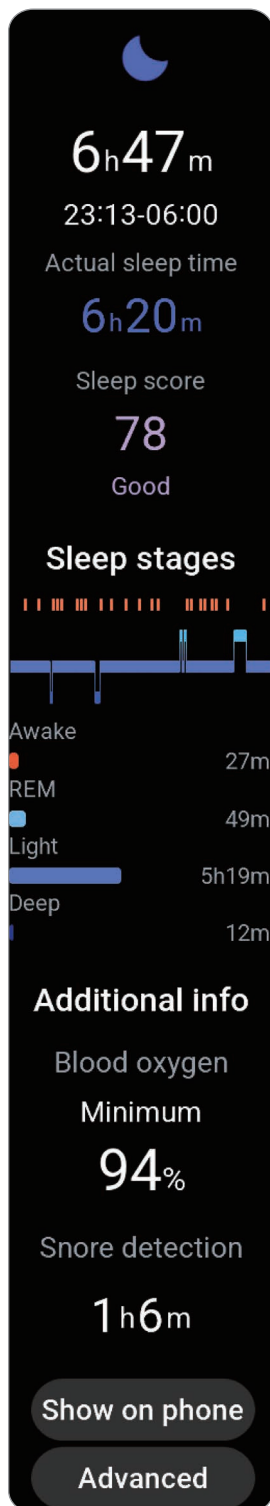 6h47m
23:13-06:00
Actual sleep time
6h20m
Sleep score
78
Good
Sleep stages
Awake
27m
REM
49m
Light
5h19m
Deep
12m
Additional info
Blood oxygen
Minimum
94%
Snore detection
1h6m
Show on phone
Advanced